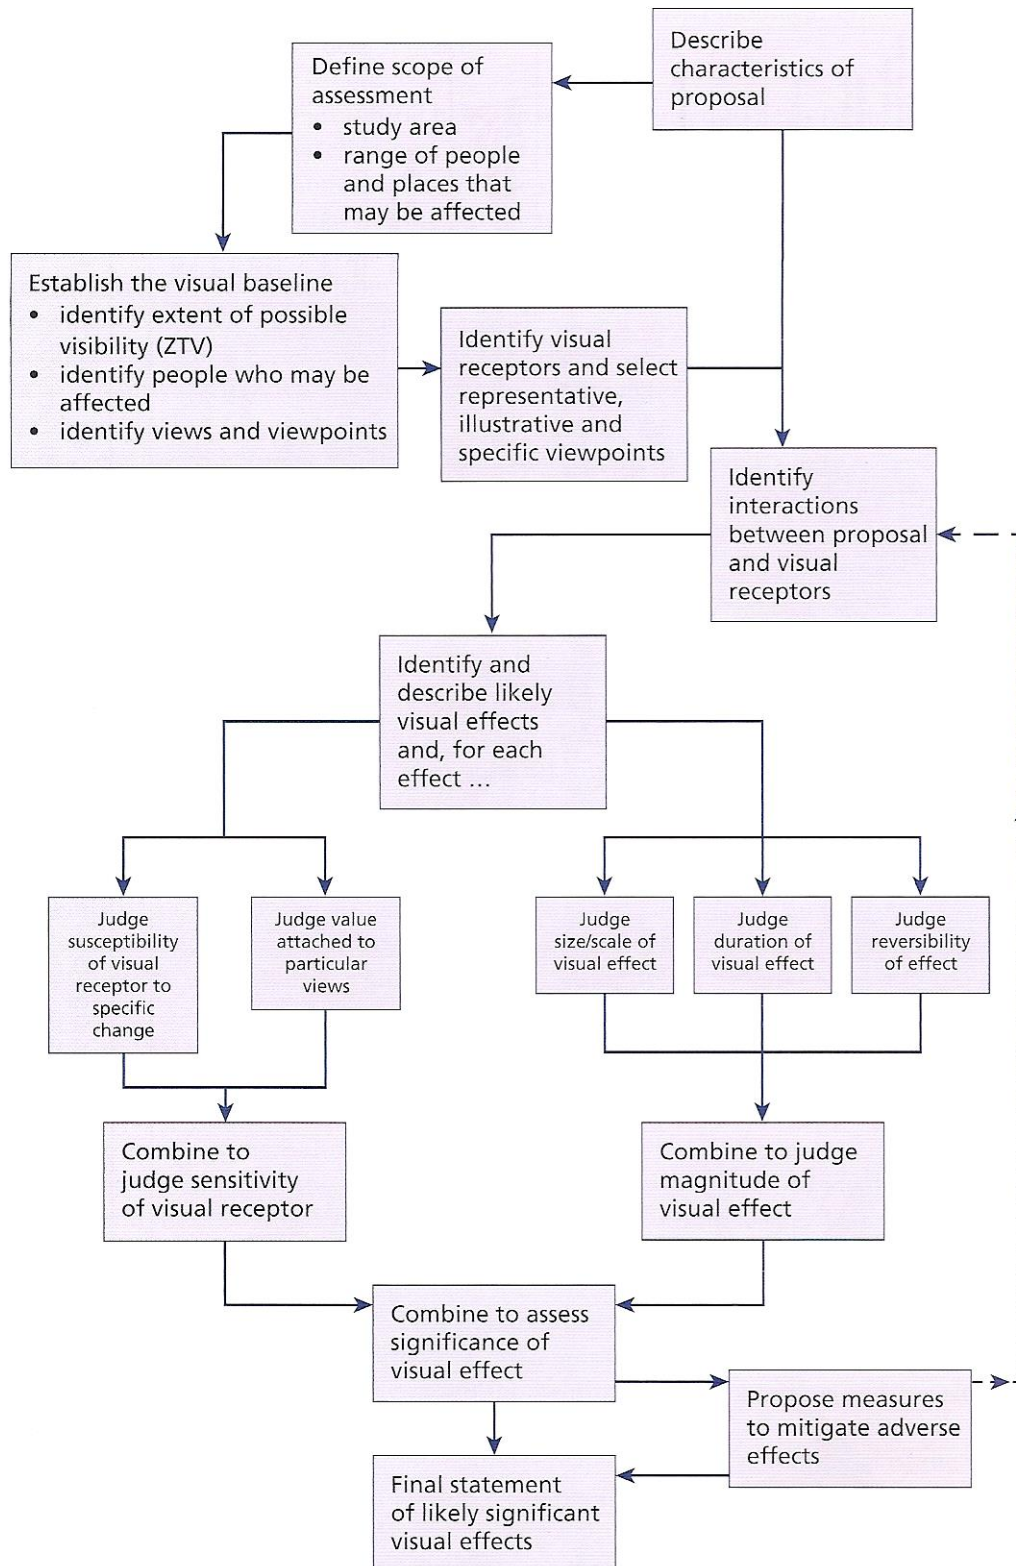 Describe
characteristics of
proposal
Define scope of
assessment
• study area
• range of people
and places that
may be affected
Establish the visual baseline
• identify extent of possible
visibility (ZTV)
• identify people who may be
affected
• identify views and viewpoints
Identify visual
receptors and select
representative,
illustrative and
specific viewpoints
Identify
interactions
between proposal
and visual
receptors
Identify and
describe likely
visual effects
and, for each
effect ...
Judge
susceptibility
of visual
receptor to
specific
change
Judge value
attached to
particular
views
Judge
size/scale of
visual effect
Judge
duration of
visual effect
Judge
reversibility
of effect
Combine to
judge sensitivity
of visual receptor
Combine to judge
magnitude of
visual effect
Combine to assess
significance of
visual effect
Propose measures
to mitigate adverse
effects
Final statement
of likely significant
visual effects